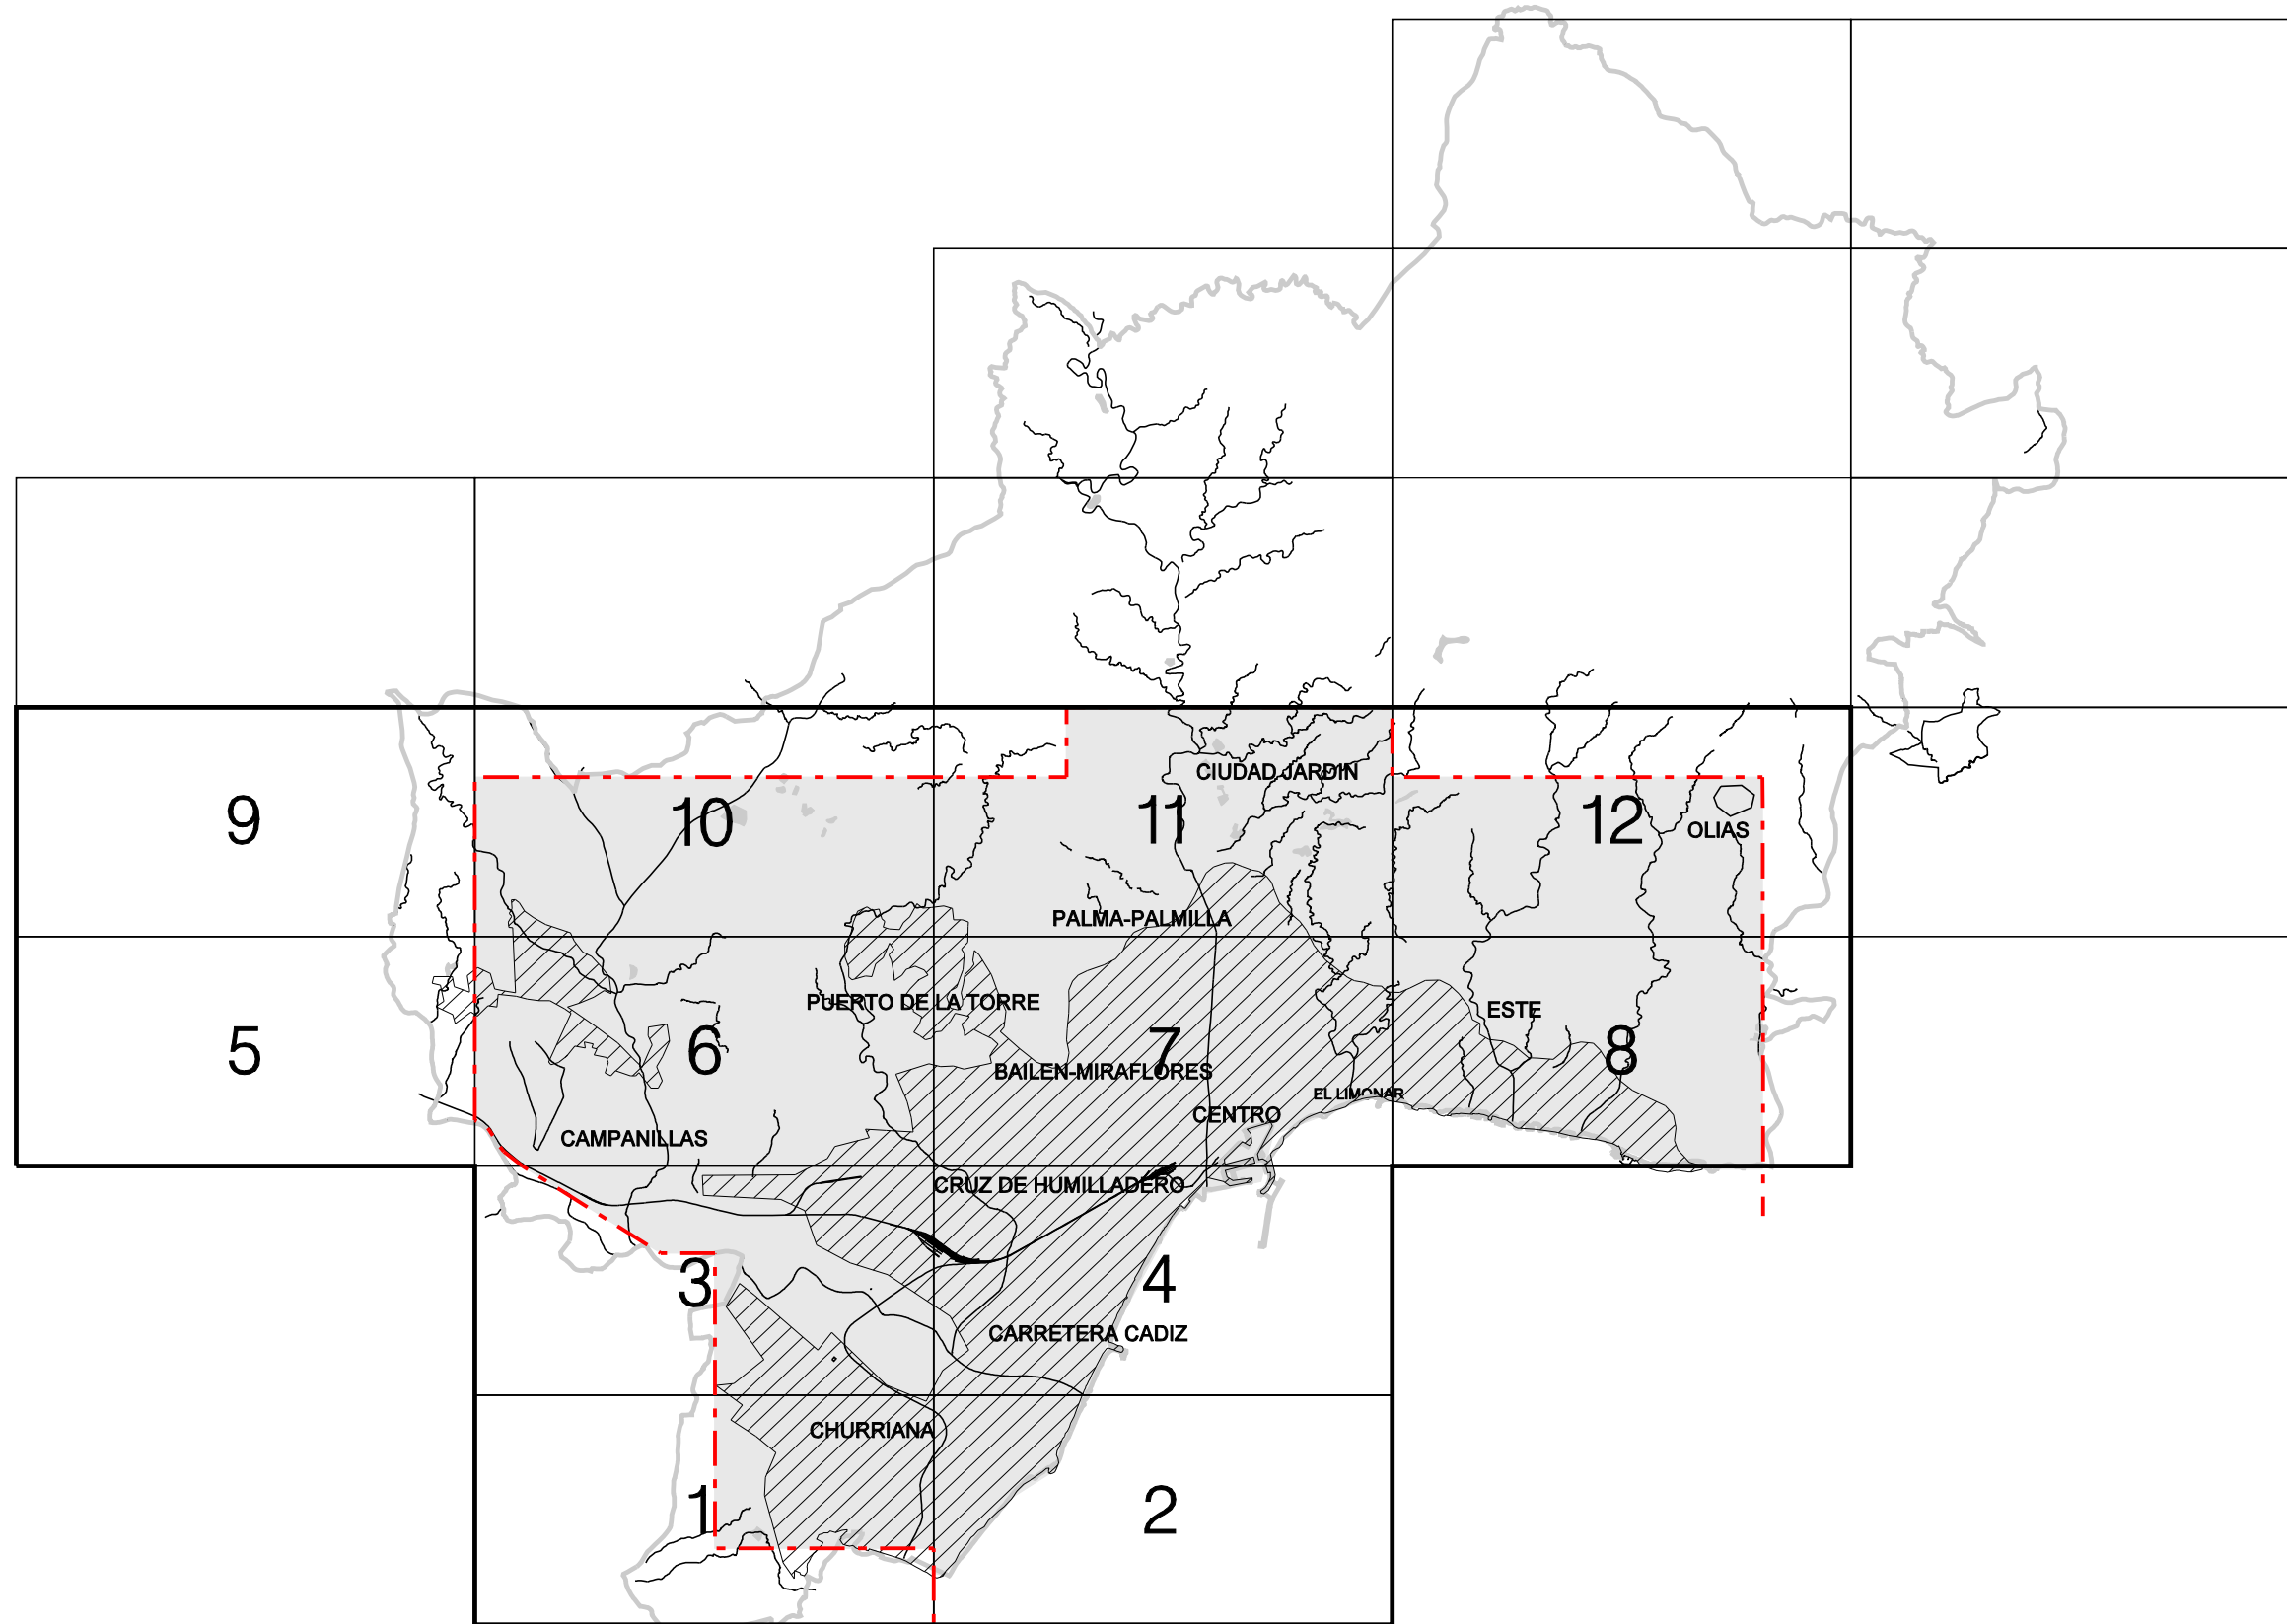 CIUDAD JARDIN
9
10
11
12
OLIAS
PALMA-PALMILLA
PUERTO DE LA TORRE
ESTE
5
6
7
8
BAILEN-MIRAFLORES
EL LIMONAR
CENTRO
CAMPANILLAS
CRUZ DE HUMILLADERO
3
4
CARRETERA CADIZ
CHURRIANA
1
2